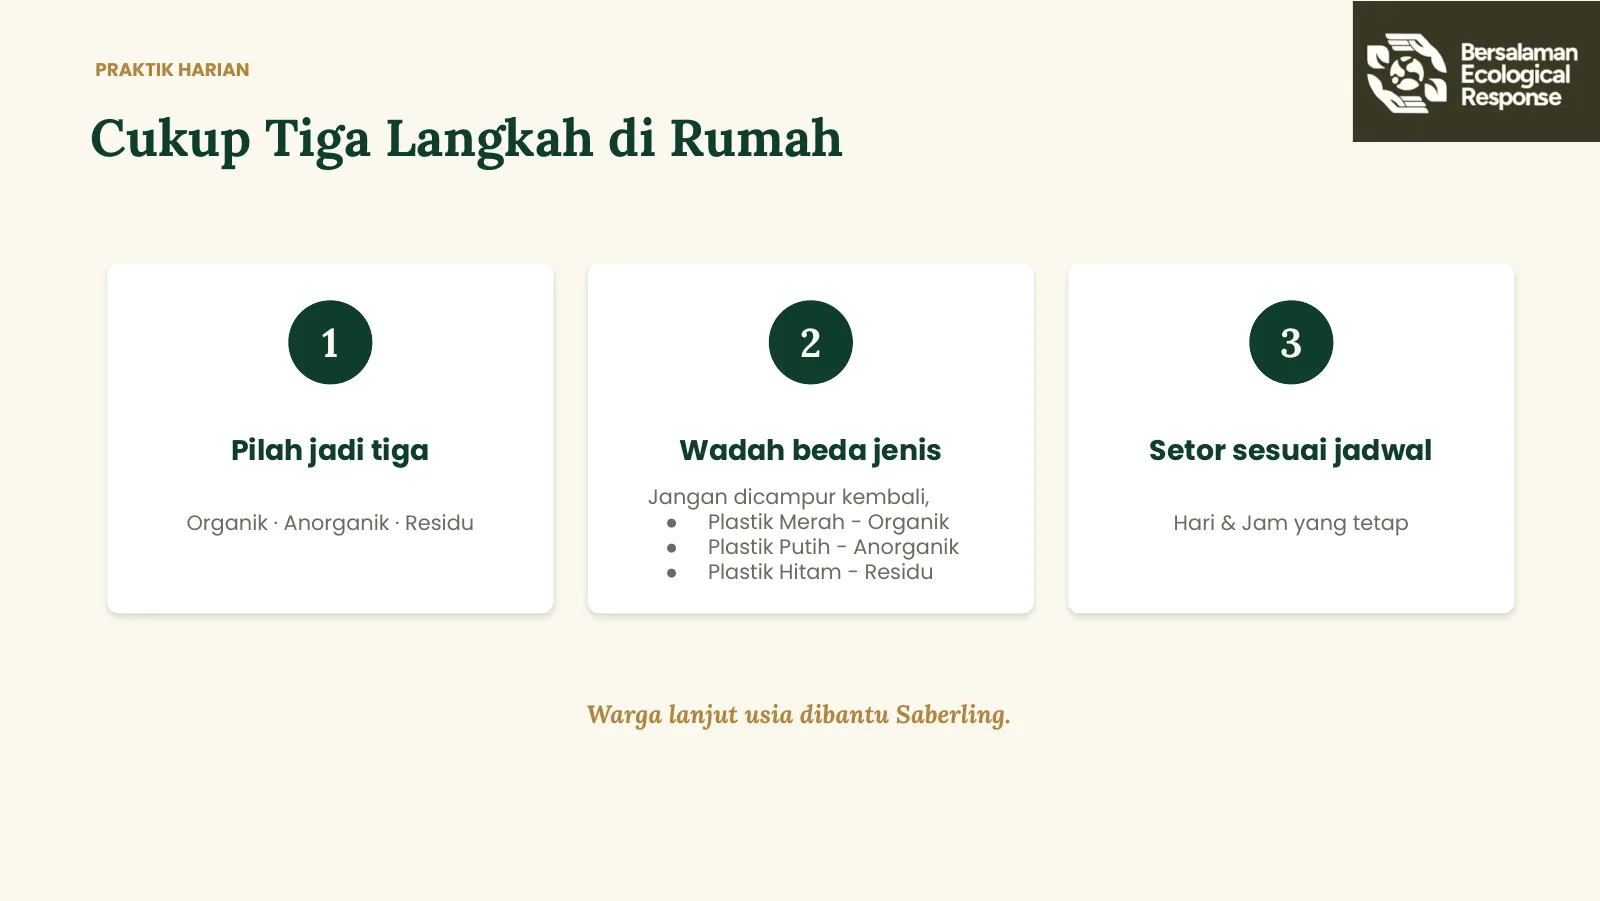 PRAKTIK HARIAN
Cukup Tiga Langkah di Rumah
Bersalaman
Ecological
Response
1
Pilah jadi tiga
Organik · Anorganik · Residu
2
Wadah beda jenis
Jangan dicampur kembali,
● Plastik Merah - Organik
● Plastik Putih - Anorganik
● Plastik Hitam - Residu
3
Setor sesuai jadwal
Hari & Jam yang tetap
Warga lanjut usia dibantu Saberling.